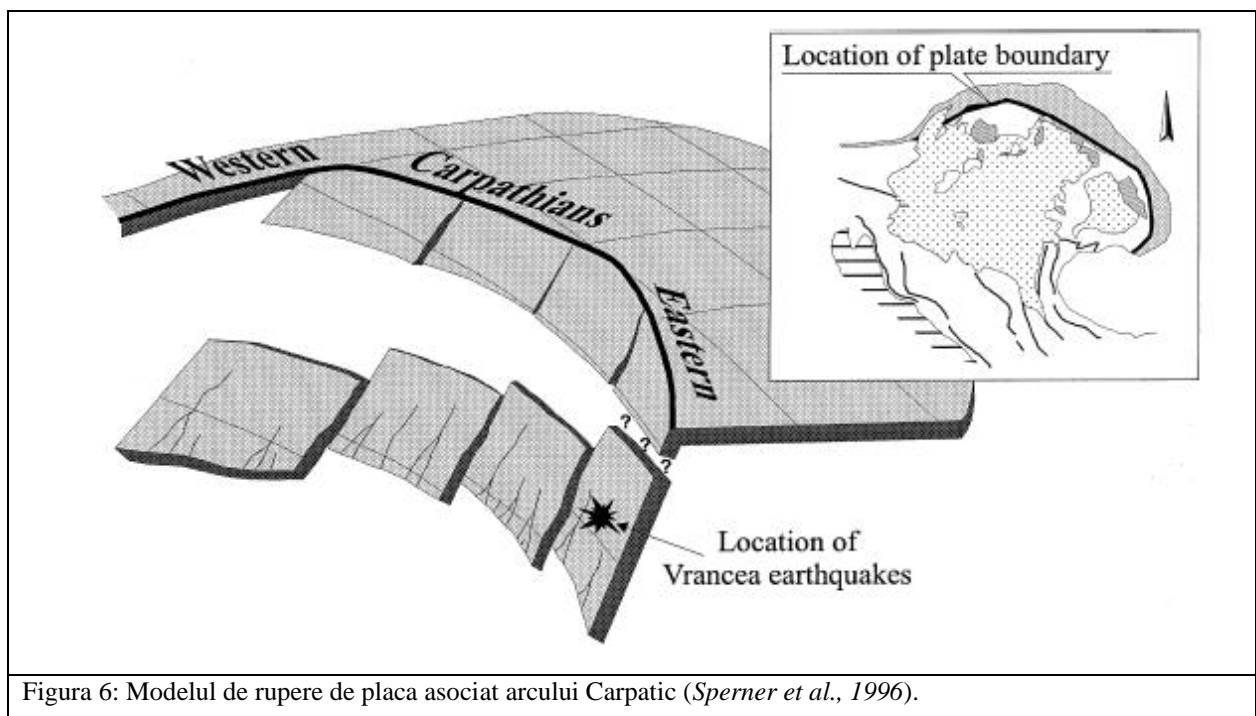 Location of plate boundary
Western
Carpathians
Eastern
?
?
?
Location of
Vrancea earthquakes
Figura 6: Modelul de rupere de placa asociat arcului Carpatic (Sperner et al., 1996).